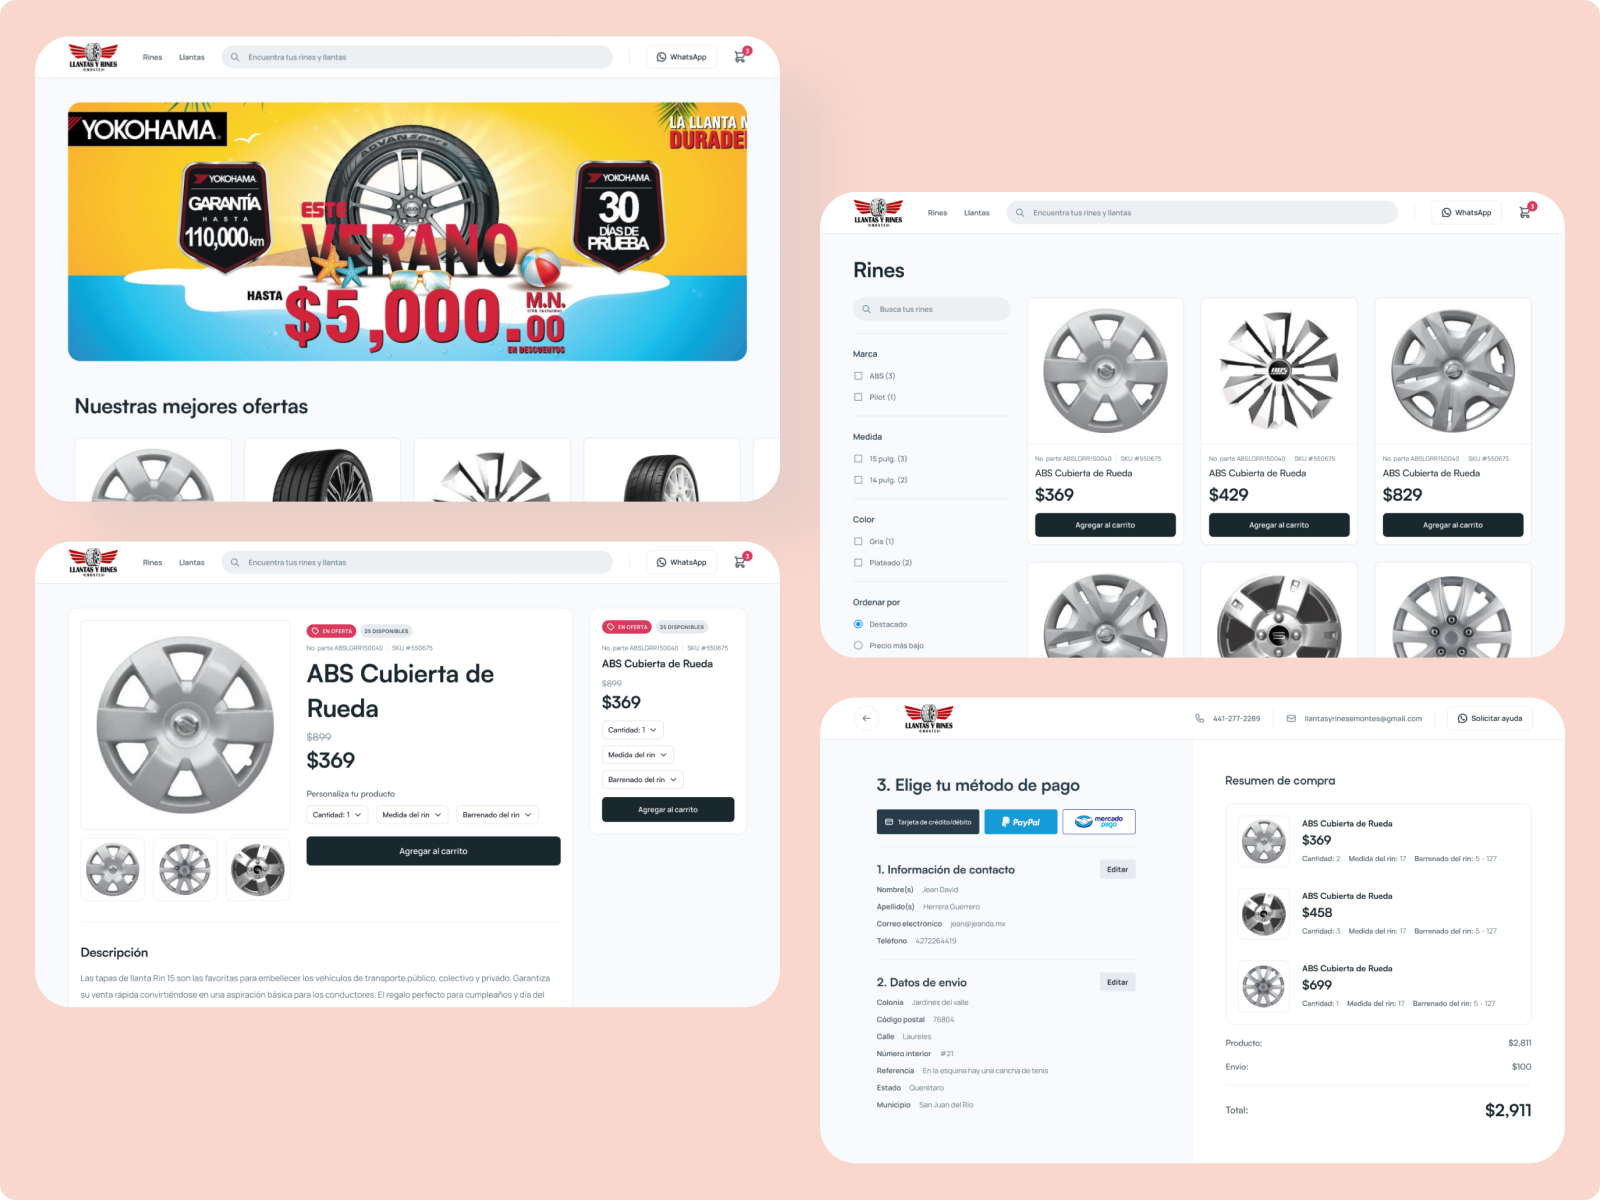 LLANTAS Y RINES
Rines
Llantas
Encuentra tus rines y llantas
WhatsApp
3
YOKOHAMA
LA LLANTA M
DURADE
YOKOHAMA
GARANTÍA
HASTA
110,000 km
ADVAN Sport
YOKOHAMA
30
DÍAS DE
PRUEBA
ESTE
VERANO
HASTA
$5,000.00
M.N.
EN DESCUENTOS
Nuestras mejores ofertas
LLANTAS Y RINES
Rines
Llantas
Encuentra tus rines y llantas
WhatsApp
3
EN OFERTA
25 DISPONIBLES
No. parte ABSLGRR150040
SKU #550675
ABS Cubierta de
Rueda
$899
$369
Personaliza tu producto
Cantidad: 1
Medida del rin
Barrenado del rin
Agregar al carrito
Descripción
Las tapas de llanta Rin 15 son las favoritas para embellecer los vehículos de transporte público, colectivo y privado. Garantiza
su venta rápida convirtiéndose en una aspiración básica para los conductores. El regalo perfecto para cumpleaños y día del
EN OFERTA
25 DISPONIBLES
No. parte ABSLGRR150040
SKU #550675
ABS Cubierta de Rueda
$899
$369
Cantidad: 1
Medida del rin
Barrenado del rin
Agregar al carrito
LLANTAS Y RINES
Rines
Llantas
Encuentra tus rines y llantas
WhatsApp
3
Rines
Busca tus rines
Marca
ABS (3)
Pilot (1)
Medida
15 pulg. (3)
14 pulg. (2)
Color
Gris (1)
Plateado (2)
Ordenar por
Destacado
Precio más bajo
No. parte ABSLGRR150040
SKU #550675
ABS Cubierta de Rueda
$369
Agregar al carrito
ABS
No. parte ABSLGRR150040
SKU #550675
ABS Cubierta de Rueda
$429
Agregar al carrito
No. parte ABSLGRR150040
SKU #550675
ABS Cubierta de Rueda
$829
Agregar al carrito
LLANTAS Y RINES
441-277-2289
llantasyrinesemontes@gmail.com
Solicitar ayuda
3. Elige tu método de pago
Tarjeta de crédito/débito
PayPal
mercado
pago
1. Información de contacto
Editar
Nombre(s) Jean David
Apellido(s) Herrera Guerrero
Correo electronico jean@jeanda.mx
Teléfono 4272264419
2. Datos de envio
Editar
Colonia Jardines del valle
Código postal 76804
Calle Laureles
Número interior #21
Referencia En la esquina hay una cancha de tenis
Estado Querétaro
Municipio San Juan del Río
Resumen de compra
ABS Cubierta de Rueda
$369
Cantidad: 2 Medida del rin: 17 Barrenado del rin: 5 - 127
ABS Cubierta de Rueda
$458
Cantidad: 3 Medida del rin: 17 Barrenado del rin: 5 - 127
ABS Cubierta de Rueda
$699
Cantidad: 1 Medida del rin: 17 Barrenado del rin: 5 - 127
Producto: $2,811
Envio: $100
Total: $2,911